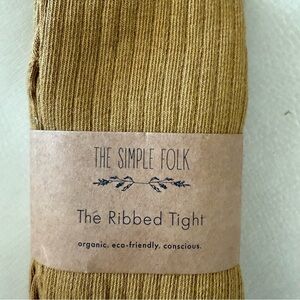 THE SIMPLE FOLK
The Ribbed Tight
organic. eco-friendly. conscious.